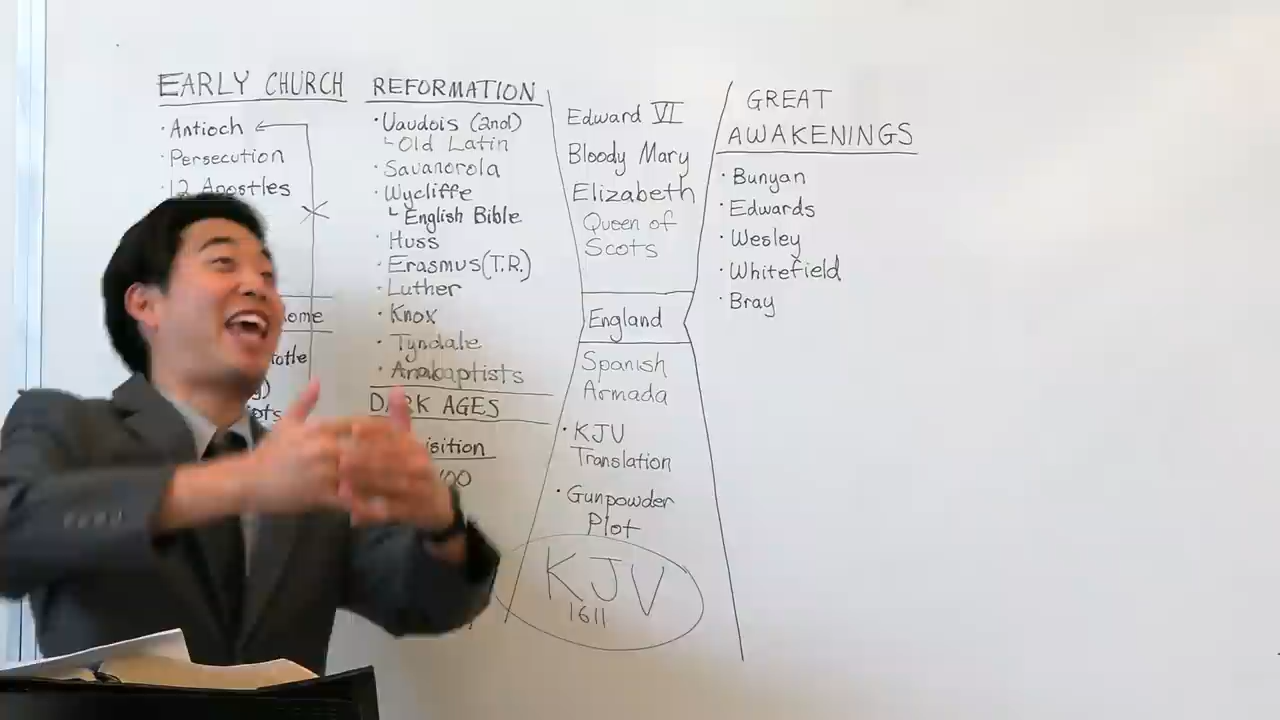 EARLY CHURCH
· Antioch
· Persecution
12 Apostles
REFORMATION
· Vaudois (2nd)
Old Latin
· Savanorola
· Wycliffe
English Bible
· Huss
· Erasmus (T.R.)
· Luther
· Knox
· Tyndale
· Anabaptists
DARK AGES
Edward VI
Bloody Mary
Elizabeth
Queen of
Scots
England
Spanish
Armada
· KJV
Translation
· Gunpowder
Plot
KJV
1611
GREAT
AWAKENINGS
· Bunyan
· Edwards
· Wesley
· Whitefield
· Bray